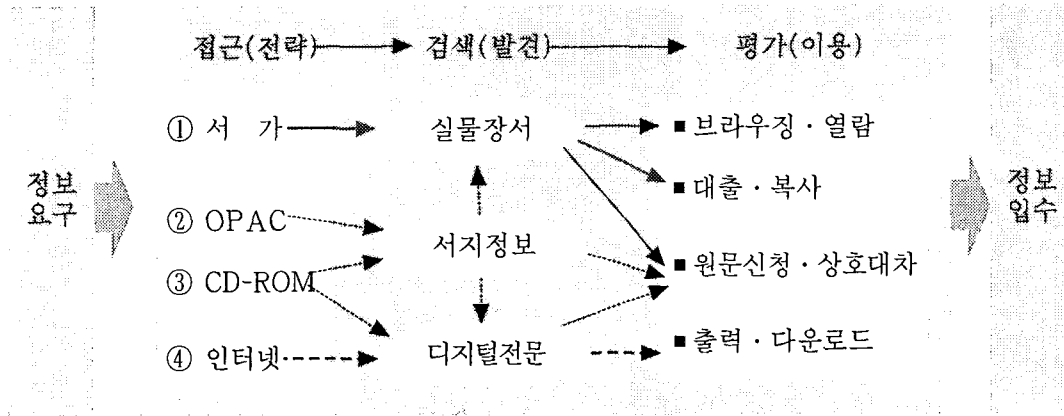 접근(전략) 검색(발견) 평가(이용)
① 서 가 실물장서 ■ 브라우징 · 열람
■ 대출 · 복사
정보
요구
② OPAC
서지정보
③ CD-ROM
■ 원문신청 · 상호대차
④ 인터넷 디지털전문 ■ 출력 · 다운로드
정보
입수